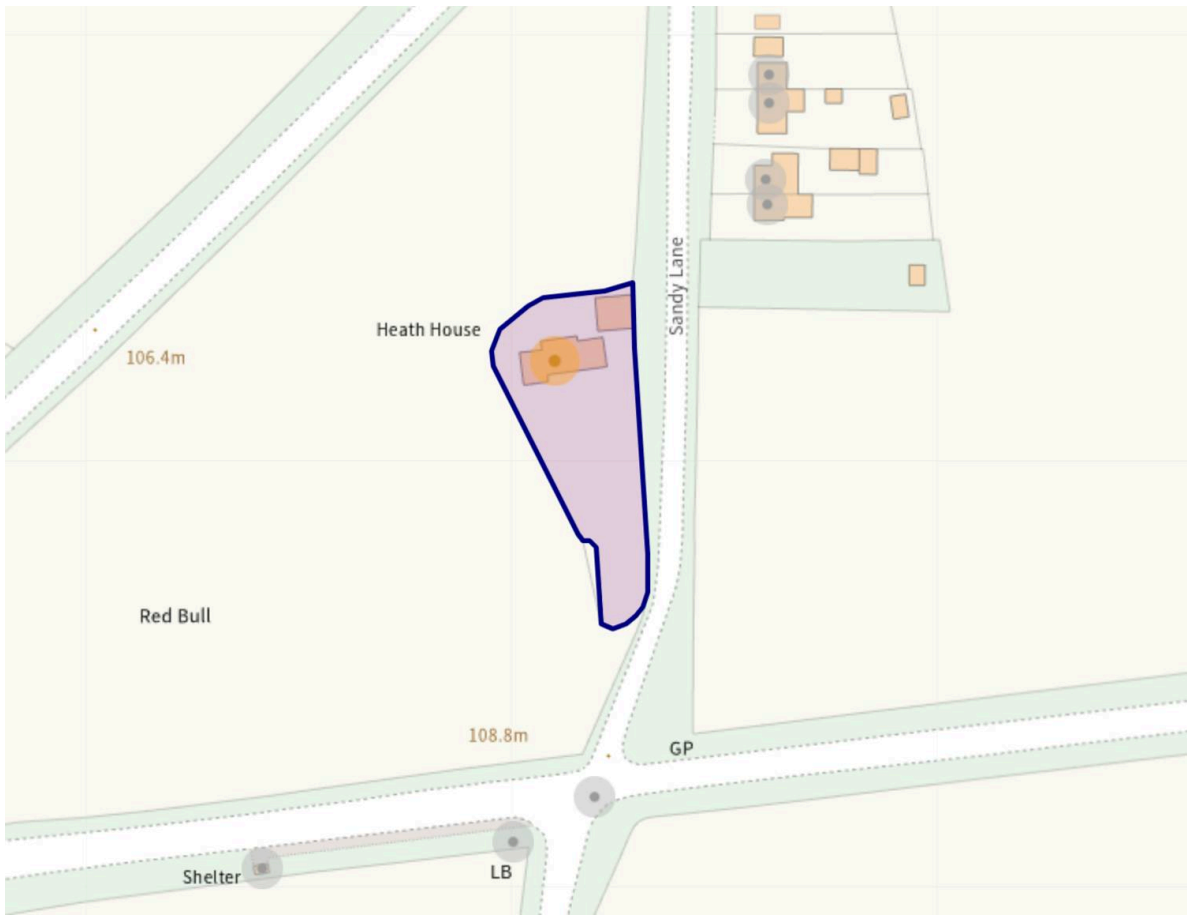 Sandy Lane
Heath House
106.4m
Red Bull
108.8m
GP
Shelter
LB